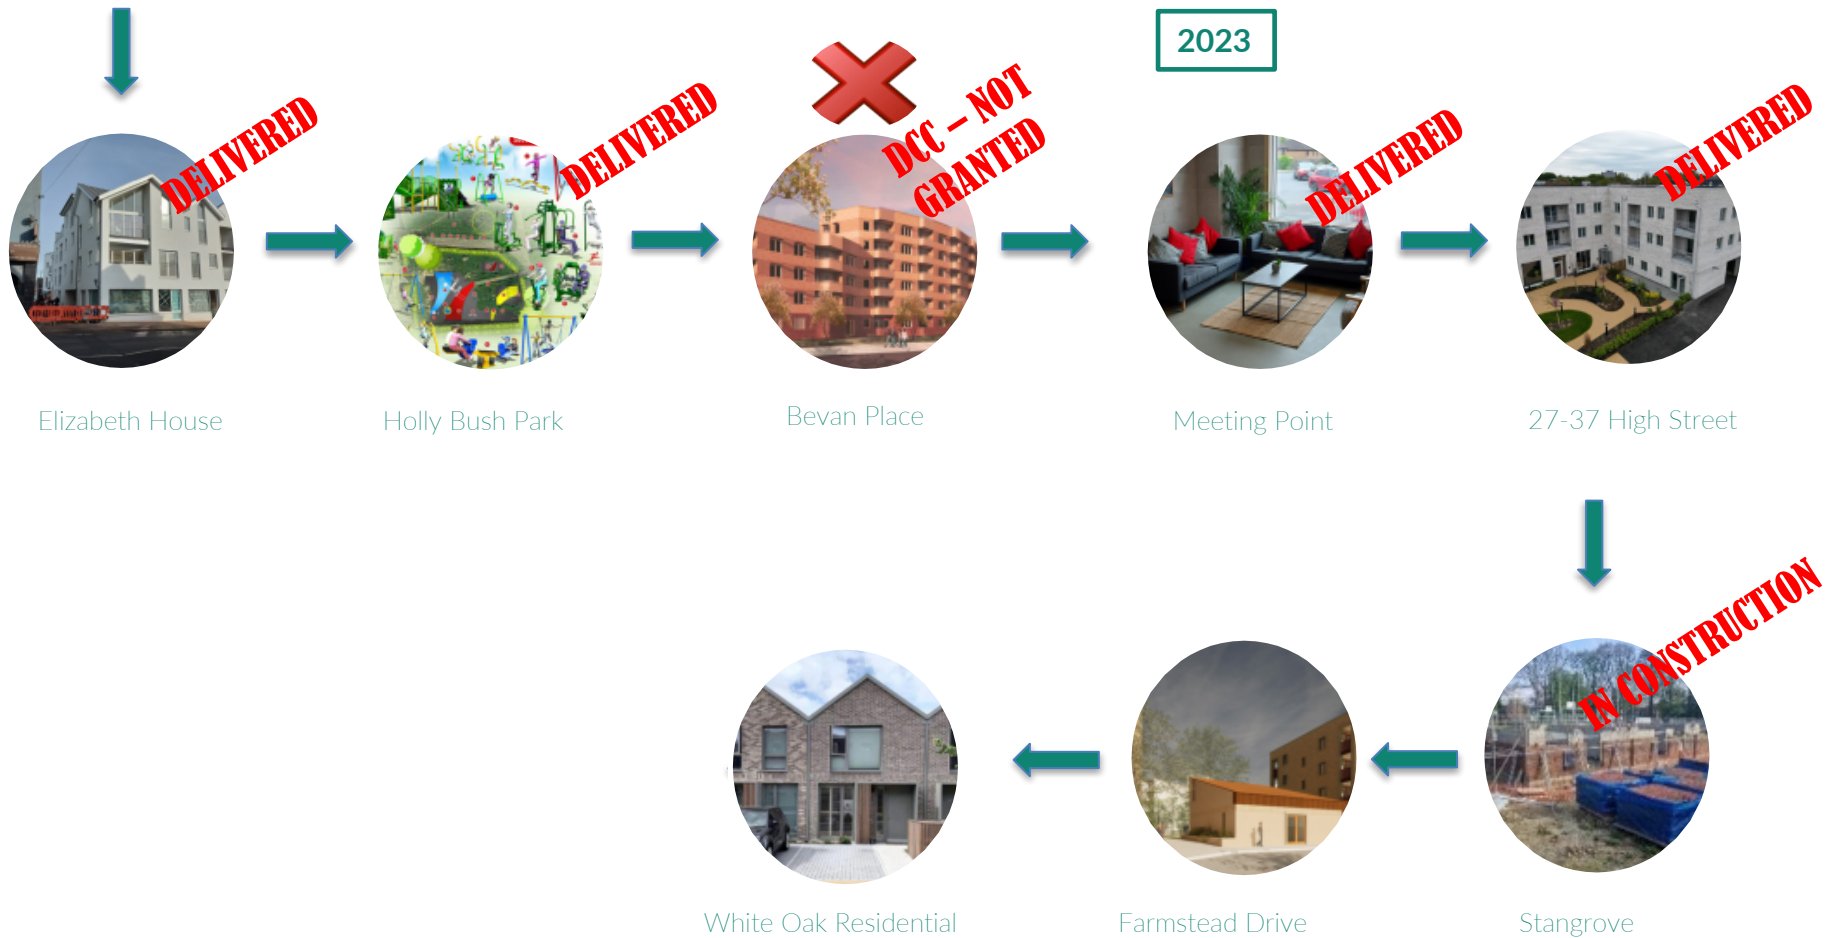 2023
DELIVERED
DELIVERED
DCC – NOT
GRANTED
DELIVERED
DELIVERED
Elizabeth House
Holly Bush Park
Bevan Place
Meeting Point
27-37 High Street
IN CONSTRUCTION
White Oak Residential
Farmstead Drive
Stangrove